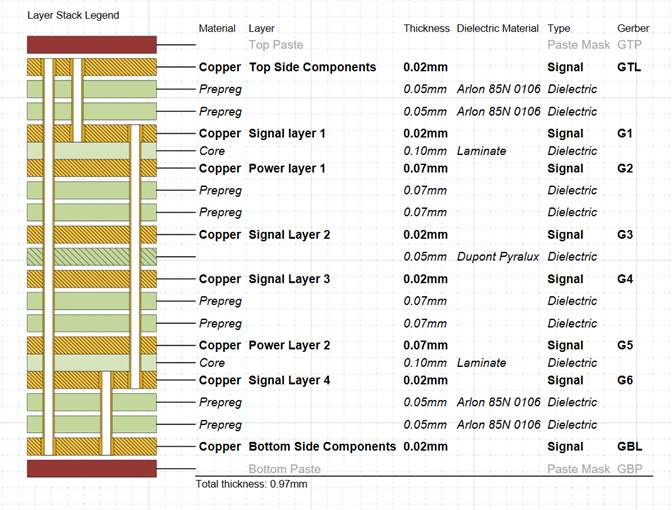 Layer Stack Legend
Material Layer Thickness Dielectric Material Type Gerber
Top Paste Paste Mask GTP
Copper Top Side Components 0.02mm Signal GTL
Prepreg 0.05mm Arlon 85N 0106 Dielectric
Prepreg 0.05mm Arlon 85N 0106 Dielectric
Copper Signal layer 1 0.02mm Signal G1
Core 0.10mm Laminate Dielectric
Copper Power layer 1 0.07mm Signal G2
Prepreg 0.07mm Dielectric
Prepreg 0.07mm Dielectric
Copper Signal Layer 2 0.02mm Signal G3
0.05mm Dupont Pyralux Dielectric
Copper Signal Layer 3 0.02mm Signal G4
Prepreg 0.07mm Dielectric
Prepreg 0.07mm Dielectric
Copper Power Layer 2 0.07mm Signal G5
Core 0.10mm Laminate Dielectric
Copper Signal Layer 4 0.02mm Signal G6
Prepreg 0.05mm Arlon 85N 0106 Dielectric
Prepreg 0.05mm Arlon 85N 0106 Dielectric
Copper Bottom Side Components 0.02mm Signal GBL
Bottom Paste Paste Mask GBP
Total thickness: 0.97mm